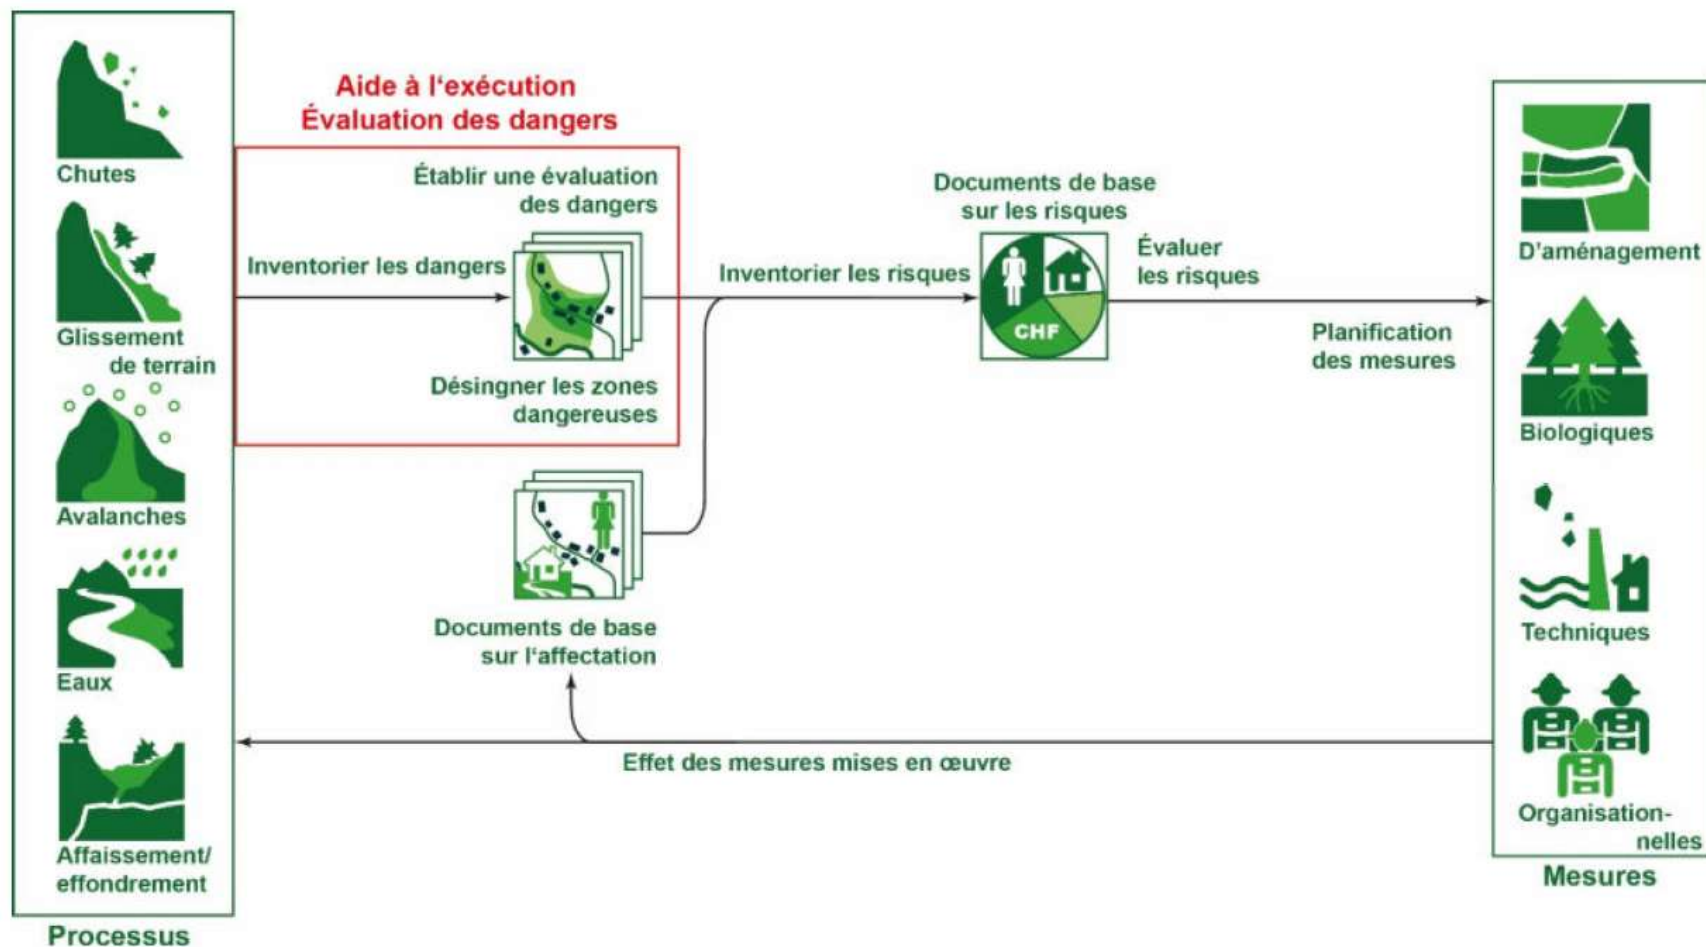 Chutes
Glissement
de terrain
Avalanches
Eaux
Affaissement/
effondrement
Processus
Aide à l‘exécution
Évaluation des dangers
Établir une évaluation
des dangers
Inventorier les dangers
Désingner les zones
dangereuses
Documents de base
sur l‘affectation
Inventorier les risques
Documents de base
sur les risques
CHF
Évaluer
les risques
Planification
des mesures
Effet des mesures mises en œuvre
D'aménagement
Biologiques
Techniques
Organisation-
nelles
Mesures